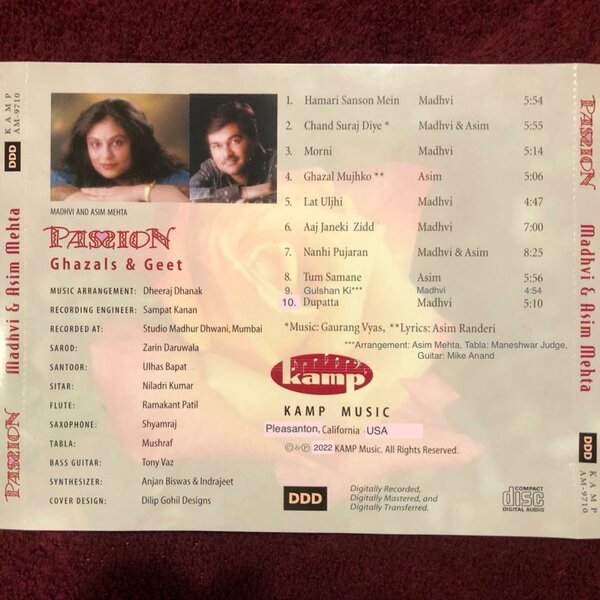 KAMP
AM-9710
DDD
Madhvi & Asim Mehta
PASSION
MADHVI AND ASIM MEHTA
PASSION
Ghazals & Geet
MUSIC ARRANGEMENT: Dheeraj Dhanak
RECORDING ENGINEER: Sampat Kanan
RECORDED AT: Studio Madhur Dhwani, Mumbai
SAROD: Zarin Daruwala
SANTOOR: Ulhas Bapat
SITAR: Niladri Kumar
FLUTE: Ramakant Patil
SAXOPHONE: Shyamraj
TABLA: Mushraf
BASS GUITAR: Tony Vaz
SYNTHESIZER: Anjan Biswas & Indrajeet
COVER DESIGN: Dilip Gohil Designs
1. Hamari Sanson Mein Madhvi 5:54
2. Chand Suraj Diye * Madhvi & Asim 5:55
3. Morni Madhvi 5:14
4. Ghazal Mujhko ** Asim 5:06
5. Lat Uljhi Madhvi 4:47
6. Aaj Janeki Zidd Madhvi 7:00
7. Nanhi Pujaran Madhvi & Asim 8:25
8. Tum Samane Asim 5:56
9. Gulshan Ki*** Madhvi 4:54
10. Dupatta Madhvi 5:10
*Music: Gaurang Vyas, **Lyrics: Asim Randeri
***Arrangement: Asim Mehta, Tabla: Maneshwar Judge,
Guitar: Mike Anand
kamp
KAMP MUSIC
Pleasanton, California USA
©&℗ 2022 KAMP Music. All Rights Reserved.
DDD
Digitally Recorded,
Digitally Mastered, and
Digitally Transferred.
COMPACT
disc
DIGITAL AUDIO
PASSION
Madhvi & Asim Mehta
DDD
KAMP
AM-9710